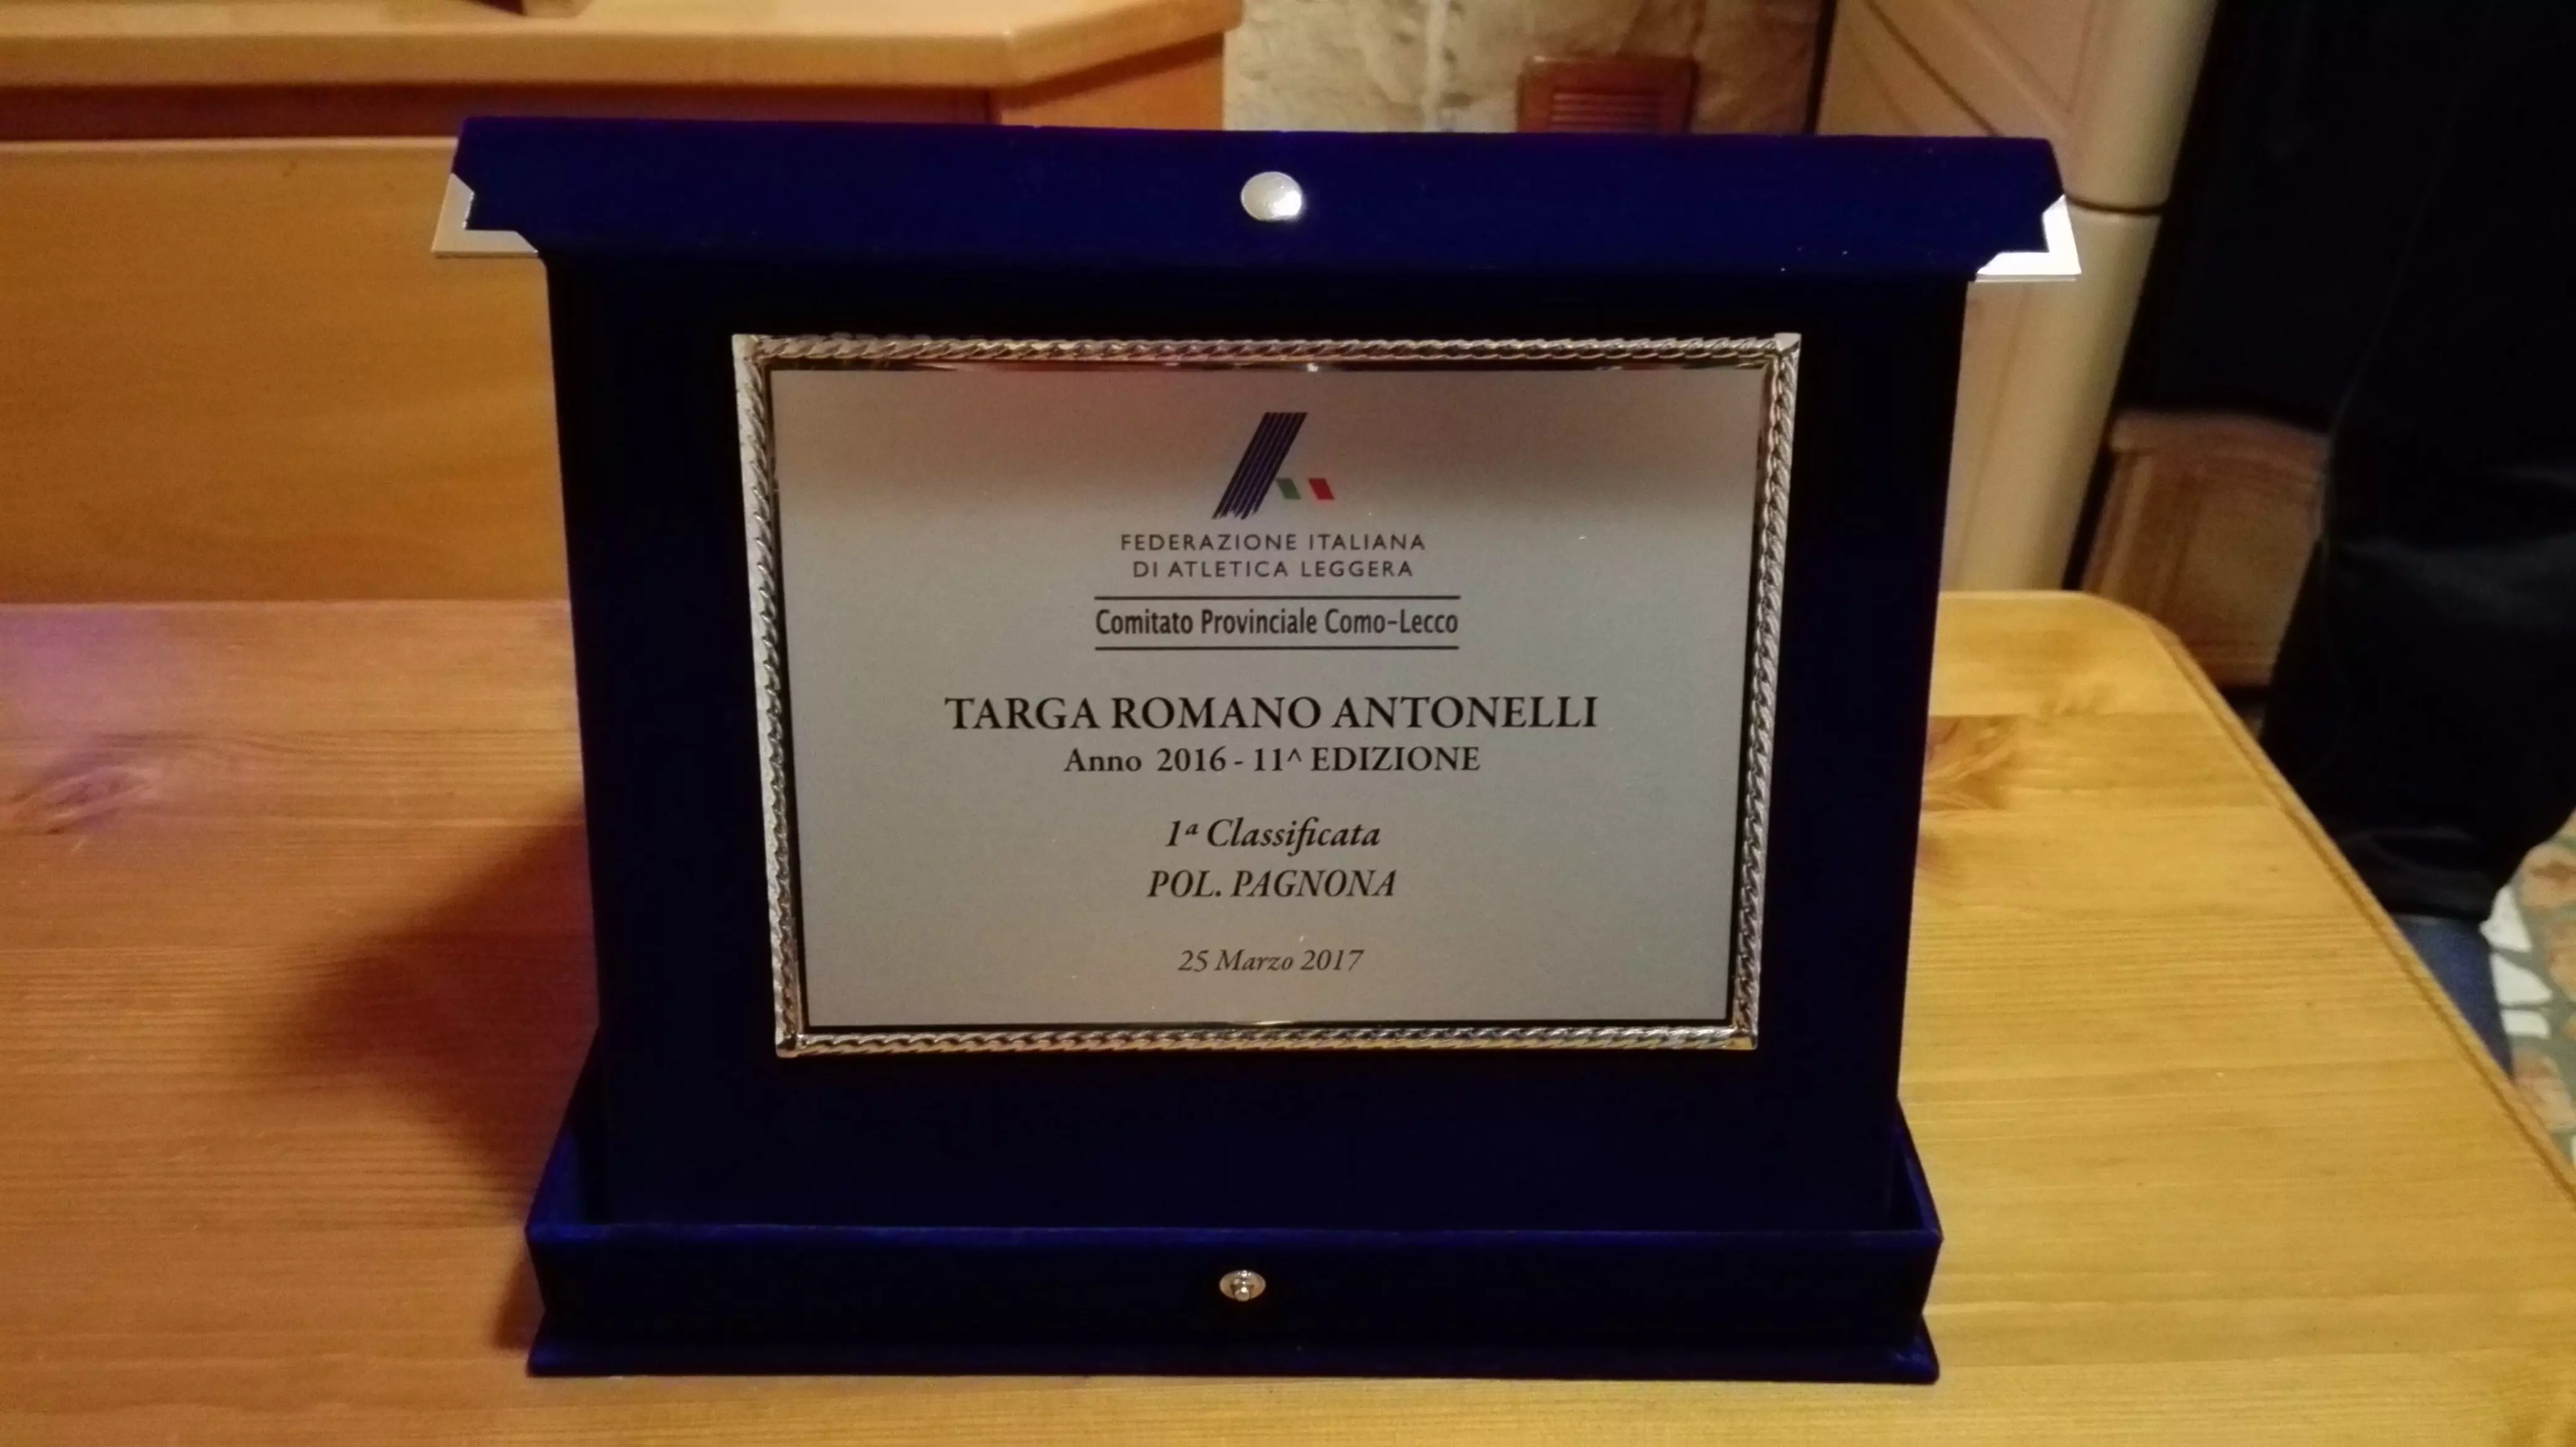 FEDERAZIONE ITALIANA
DI ATLETICA LEGGERA
Comitato Provinciale Como-Lecco
TARGA ROMANO ANTONELLI
Anno 2016 - 11^ EDIZIONE
1ª Classificata
POL. PAGNONA
25 Marzo 2017